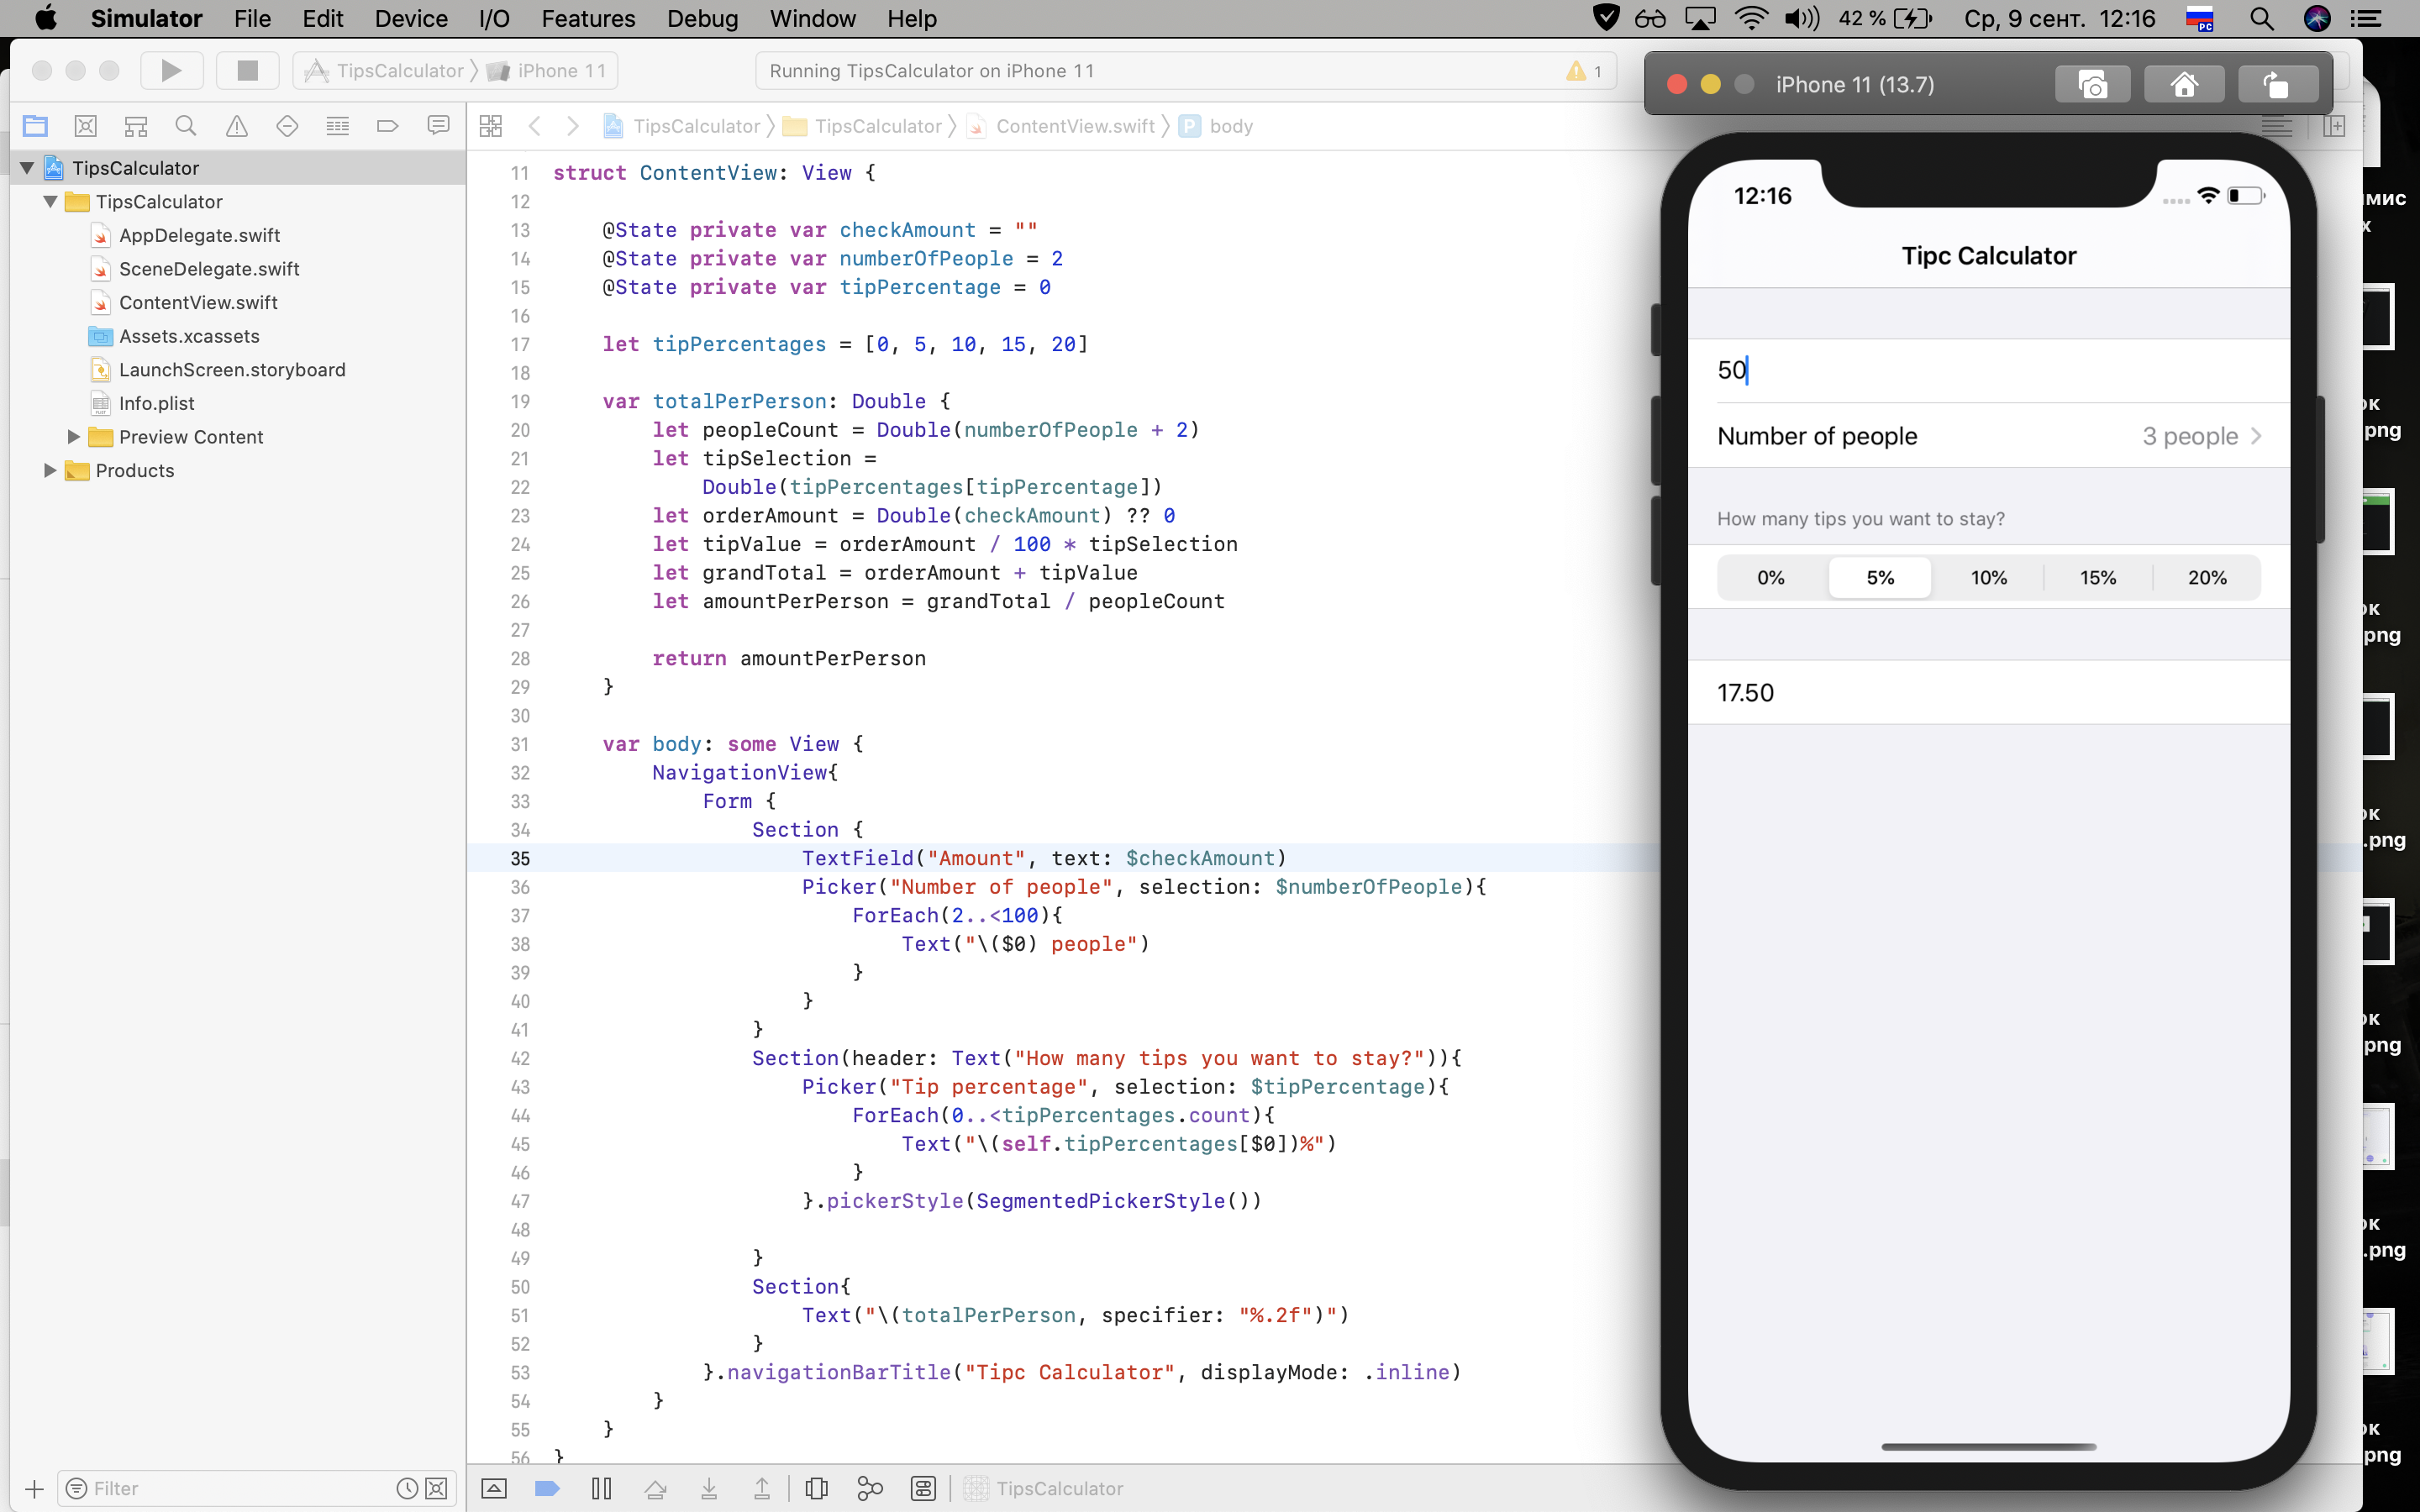 Simulator File Edit Device I/O Features Debug Window Help 42 % Ср, 9 сент. 12:16 РС
TipsCalculator iPhone 11 Running TipsCalculator on iPhone 11 1
iPhone 11 (13.7)
TipsCalculator TipsCalculator ContentView.swift P body
TipsCalculator
TipsCalculator
AppDelegate.swift
SceneDelegate.swift
ContentView.swift
Assets.xcassets
LaunchScreen.storyboard
Info.plist
Preview Content
Products
Filter
11 struct ContentView: View {
12
13 @State private var checkAmount = ""
14 @State private var numberOfPeople = 2
15 @State private var tipPercentage = 0
16
17 let tipPercentages = [0, 5, 10, 15, 20]
18
19 var totalPerPerson: Double {
20 let peopleCount = Double(numberOfPeople + 2)
21 let tipSelection =
22 Double(tipPercentages[tipPercentage])
23 let orderAmount = Double(checkAmount) ?? 0
24 let tipValue = orderAmount / 100 * tipSelection
25 let grandTotal = orderAmount + tipValue
26 let amountPerPerson = grandTotal / peopleCount
27
28 return amountPerPerson
29 }
30
31 var body: some View {
32 NavigationView{
33 Form {
34 Section {
35 TextField("Amount", text: $checkAmount)
36 Picker("Number of people", selection: $numberOfPeople){
37 ForEach(2..<100){
38 Text("\($0) people")
39 }
40 }
41 }
42 Section(header: Text("How many tips you want to stay?")){
43 Picker("Tip percentage", selection: $tipPercentage){
44 ForEach(0..<tipPercentages.count){
45 Text("\(self.tipPercentages[$0])%")
46 }
47 }.pickerStyle(SegmentedPickerStyle())
48
49 }
50 Section{
51 Text("\(totalPerPerson, specifier: "%.2f")")
52 }
53 }.navigationBarTitle("Tipc Calculator", displayMode: .inline)
54 }
55 }
56 }
TipsCalculator
12:16
Tipc Calculator
50
Number of people 3 people
How many tips you want to stay?
0% 5% 10% 15% 20%
17.50
png
png
.png
png
.png
png